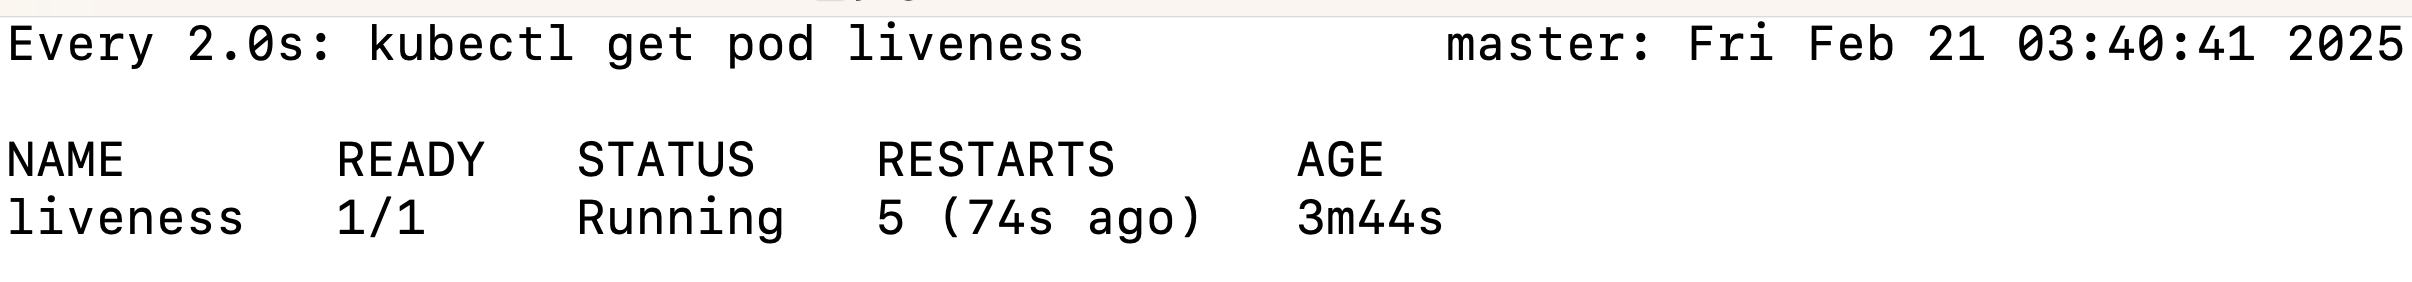 Every 2.0s: kubectl get pod liveness master: Fri Feb 21 03:40:41 2025
NAME READY STATUS RESTARTS AGE
liveness 1/1 Running 5 (74s ago) 3m44s